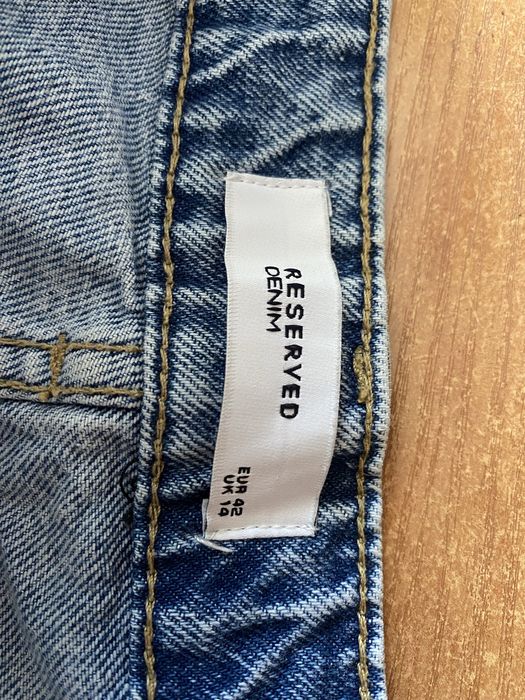 RESERVED
DENIM
EUR 42
UK 14